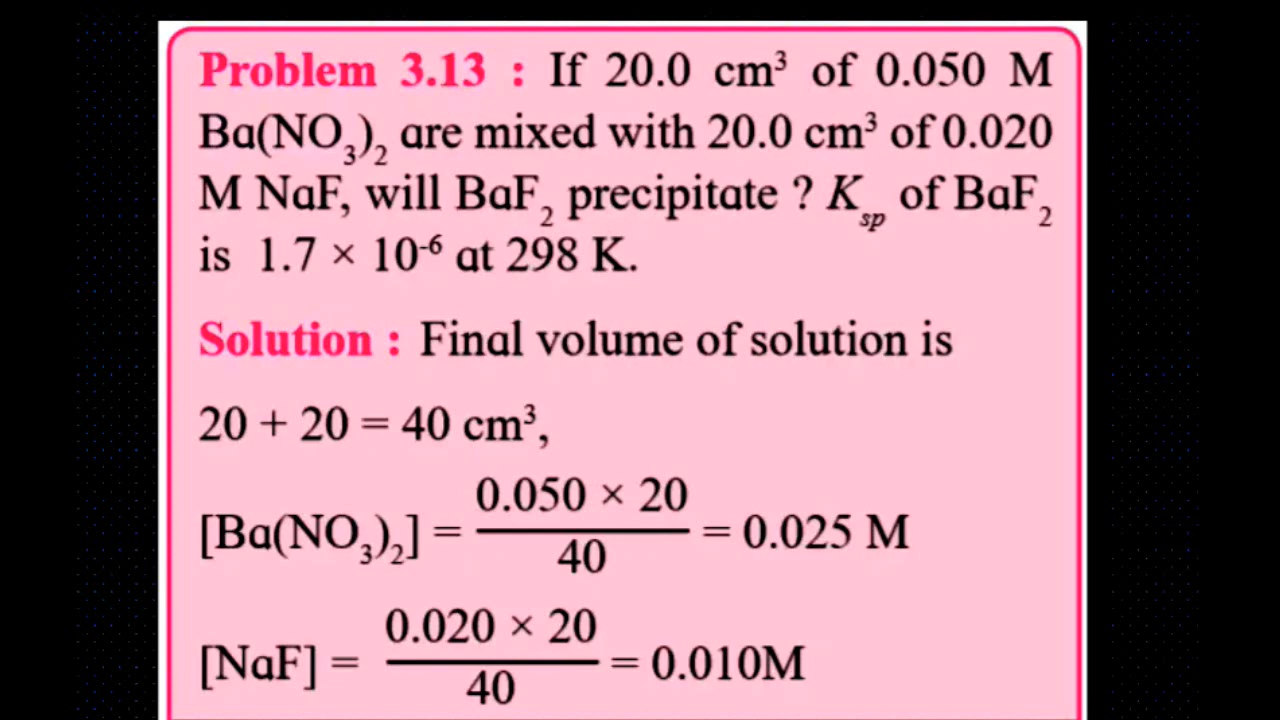 Problem 3.13 : If 20.0 cm³ of 0.050 M
Ba(NO₃)₂ are mixed with 20.0 cm³ of 0.020
M NaF, will BaF₂ precipitate ? Ksp of BaF₂
is 1.7 × 10⁻⁶ at 298 K.
Solution : Final volume of solution is
20 + 20 = 40 cm³,
[Ba(NO₃)₂] = 0.050 × 20 / 40 = 0.025 M
[NaF] = 0.020 × 20 / 40 = 0.010M